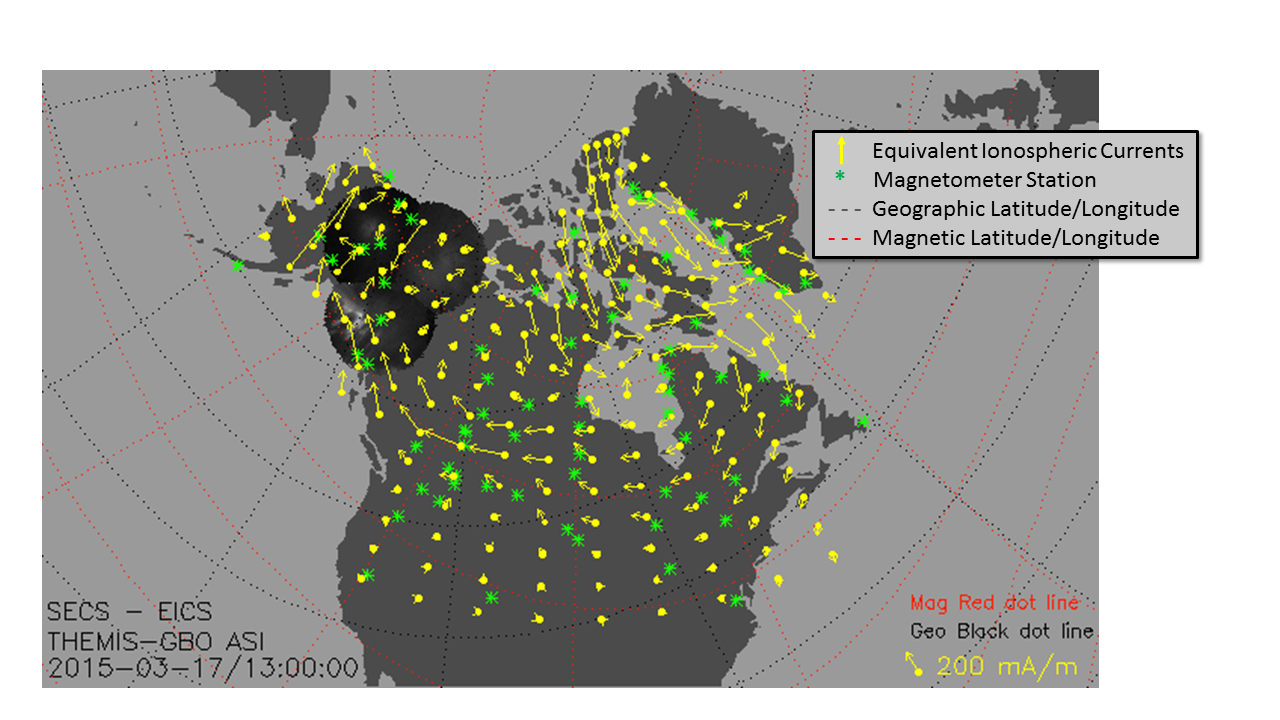 Equivalent Ionospheric Currents
* Magnetometer Station
--- Geographic Latitude/Longitude
--- Magnetic Latitude/Longitude
SECS - EICS
THEMIS-GBO ASI
2015-03-17/13:00:00
Mag Red dot line
Geo Black dot line
200 mA/m